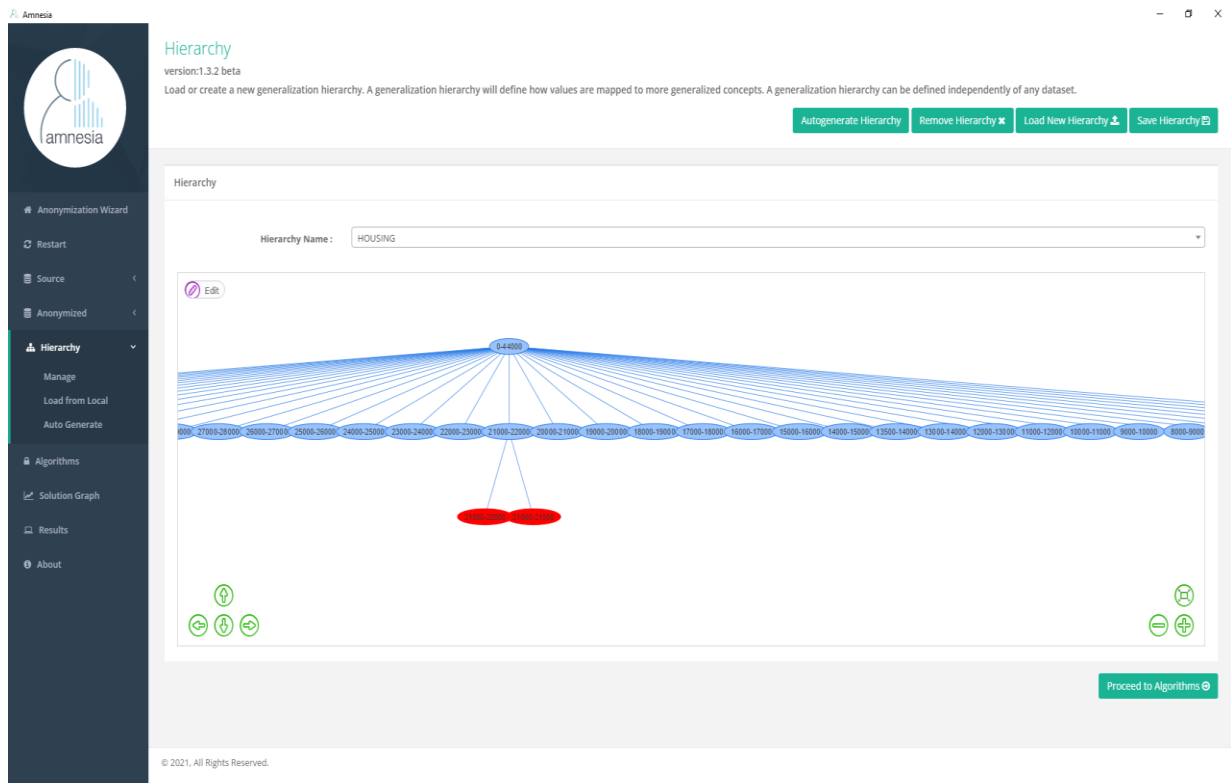 Amnesia
amnesia
Anonymization Wizard
Restart
Source
Anonymized
Hierarchy
Manage
Load from Local
Auto Generate
Algorithms
Solution Graph
Results
About
Hierarchy
version:1.3.2 beta
Load or create a new generalization hierarchy. A generalization hierarchy will define how values are mapped to more generalized concepts. A generalization hierarchy can be defined independently of any dataset.
Autogenerate Hierarchy Remove Hierarchy Load New Hierarchy Save Hierarchy
Hierarchy
Hierarchy Name : HOUSING
Edit
0-44000
27000-28000 26000-27000 25000-26000 24000-25000 23000-24000 22000-23000 21000-22000 20000-21000 19000-20000 18000-19000 17000-18000 16000-17000 15000-16000 14000-15000 13500-14000 13000-14000 12000-13000 11000-12000 10000-11000 9000-10000 8000-9000
Proceed to Algorithms
© 2021, All Rights Reserved.